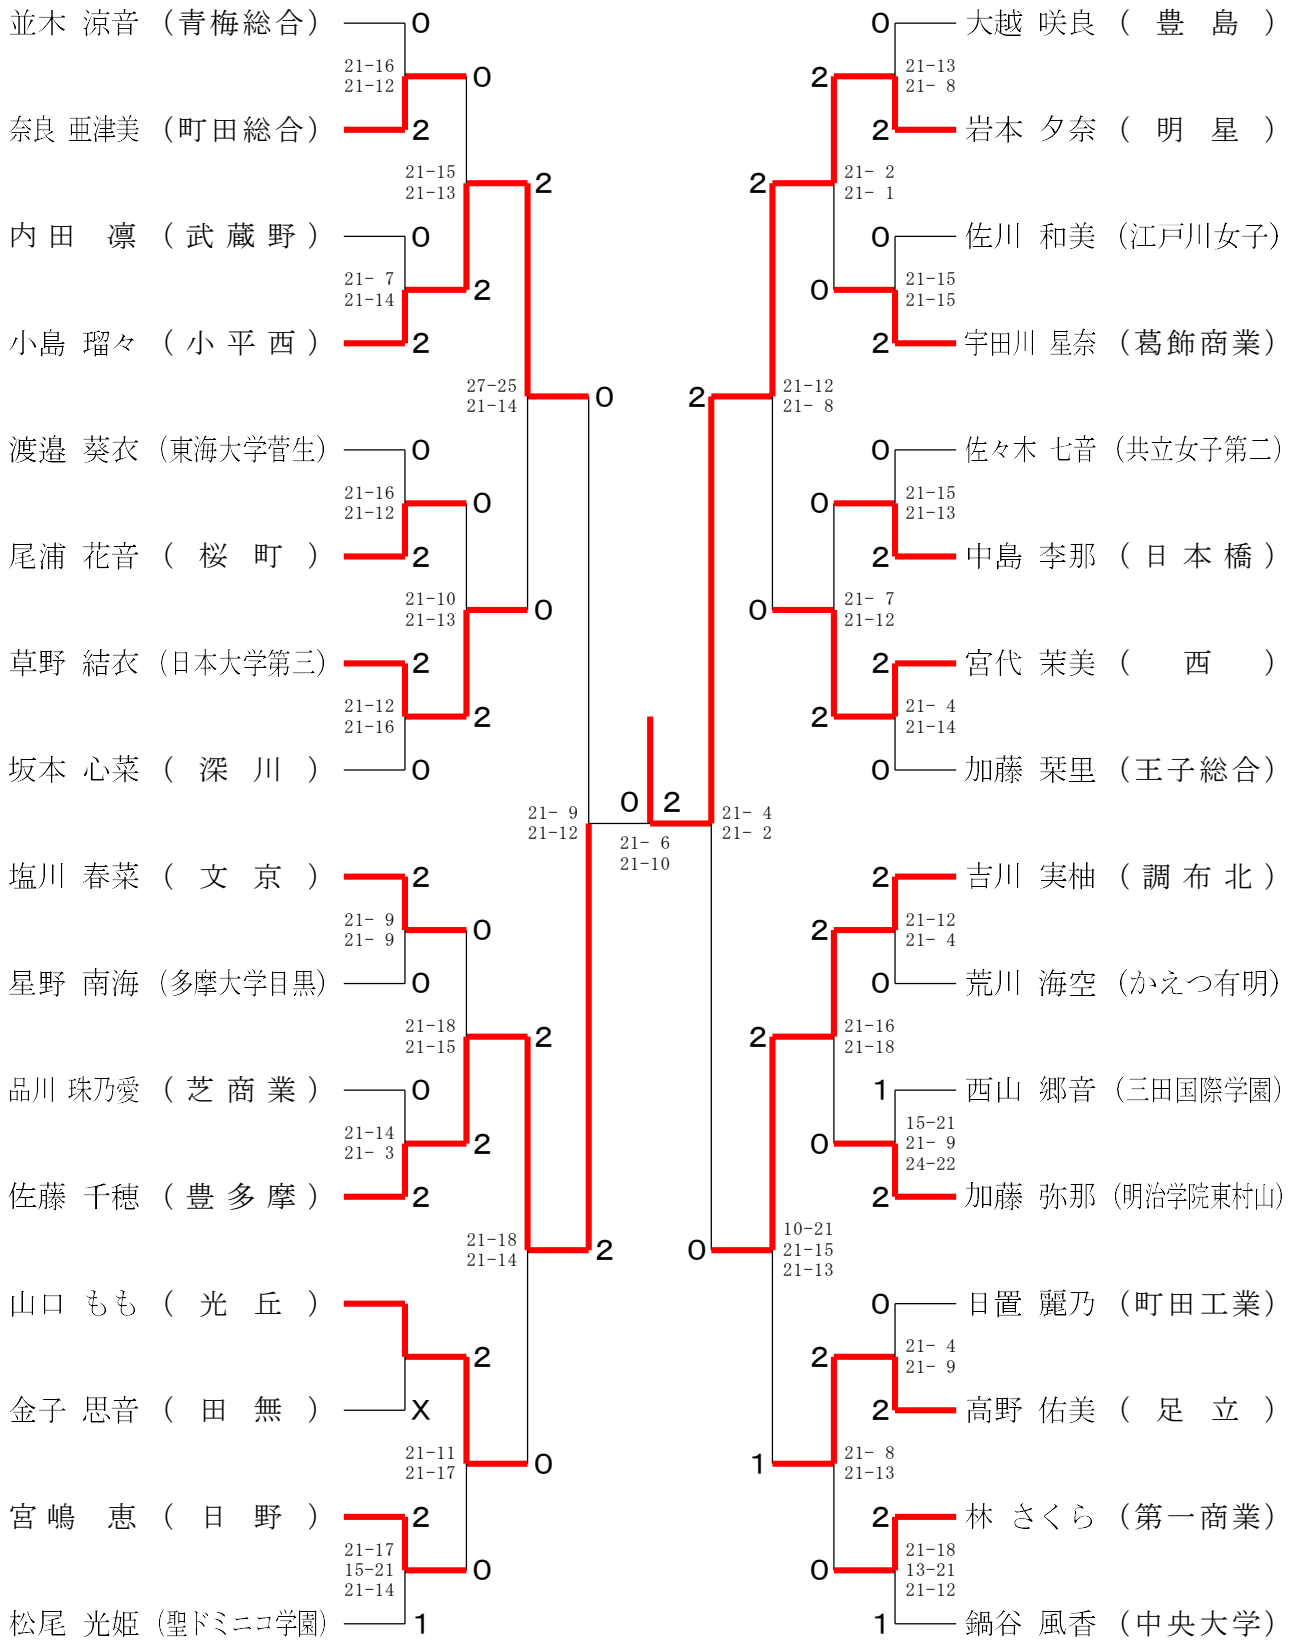 並木 涼音 (青梅総合) 0
21-16
21-12
0
奈良 亜津美 (町田総合) 2
21-15
21-13
2
内田 凛 (武蔵野) 0
21- 7
21-14
2
小島 瑠々 (小平西) 2
27-25
21-14
0
渡邉 葵衣 (東海大学菅生) 0
21-16
21-12
0
尾浦 花音 (桜町) 2
21-10
21-13
0
草野 結衣 (日本大学第三) 2
21-12
21-16
2
坂本 心菜 (深川) 0
21- 9
21-12
塩川 春菜 (文京) 2
21- 9
21- 9
0
星野 南海 (多摩大学目黒) 0
21-18
21-15
2
品川 珠乃愛 (芝商業) 0
21-14
21- 3
2
佐藤 千穂 (豊多摩) 2
21-18
21-14
2
山口 もも (光丘)
2
金子 思音 (田無) X
21-11
21-17
0
宮嶋 恵 (日野) 2
21-17
15-21
21-14
0
松尾 光姫 (聖ドミニコ学園) 1
0 2
21- 6
21-10
0 大越 咲良 (豊島)
2
21-13
21- 8
2 岩本 夕奈 (明星)
2
21- 2
21- 1
0 佐川 和美 (江戸川女子)
0
21-15
21-15
2 宇田川 星奈 (葛飾商業)
2
21-12
21- 8
0 佐々木 七音 (共立女子第二)
0
21-15
21-13
2 中島 李那 (日本橋)
0
21- 7
21-12
2 宮代 茉美 (西)
2
21- 4
21-14
0 加藤 栞里 (王子総合)
21- 4
21- 2
2 吉川 実柚 (調布北)
2
21-12
21- 4
0 荒川 海空 (かえつ有明)
2
21-16
21-18
1 西山 郷音 (三田国際学園)
0
15-21
21- 9
24-22
2 加藤 弥那 (明治学院東村山)
0
10-21
21-15
21-13
0 日置 麗乃 (町田工業)
2
21- 4
21- 9
2 高野 佑美 (足立)
1
21- 8
21-13
2 林 さくら (第一商業)
0
21-18
13-21
21-12
1 鍋谷 風香 (中央大学)